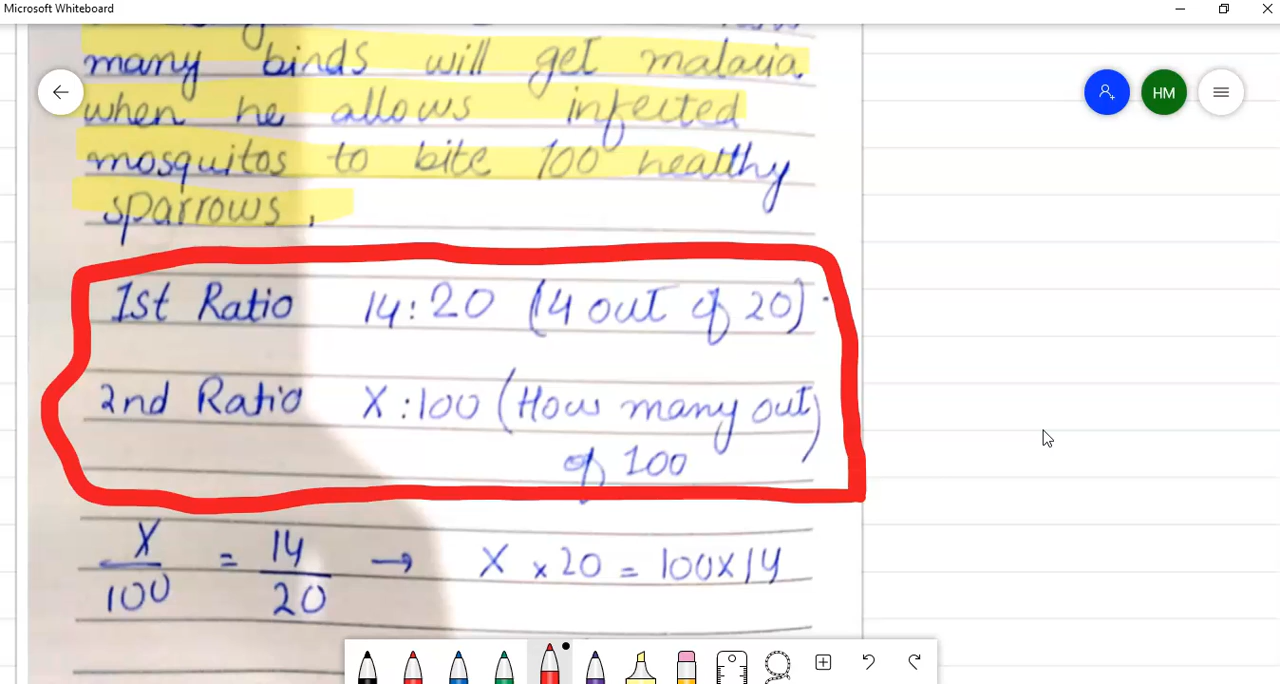 Microsoft Whiteboard
many binds will get malaria
when he allows infected
mosquitos to bite 100 healthy
sparrows.
HM
1st Ratio 14:20 (14 out of 20).
2nd Ratio X:100 (How many out)
of 100
X/100 = 14/20 → X × 20 = 100×14